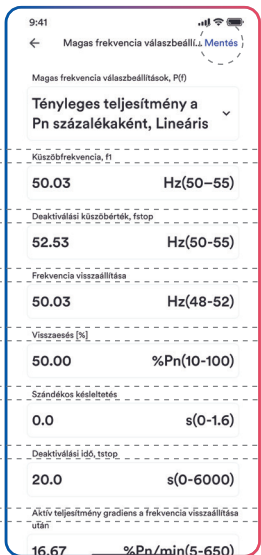 9:41
← Magas frekvencia válaszbeállí... Mentés
Magas frekvencia válaszbeállítások, P(f)
Tényleges teljesítmény a
Pn százalékaként, Lineáris
Küszöbfrekvencia, f1
50.03 Hz(50–55)
Deaktiválási küszöbérték, fstop
52.53 Hz(50-55)
Frekvencia visszaállítása
50.03 Hz(48-52)
Visszaesés [%]
50.00 %Pn(10-100)
Szándékos késleltetés
0.0 s(0-1.6)
Deaktiválási idő, tstop
20.0 s(0-6000)
Aktív teljesítmény gradiens a frekvencia visszaállítása
után
16.67 %Pn/min(5-650)